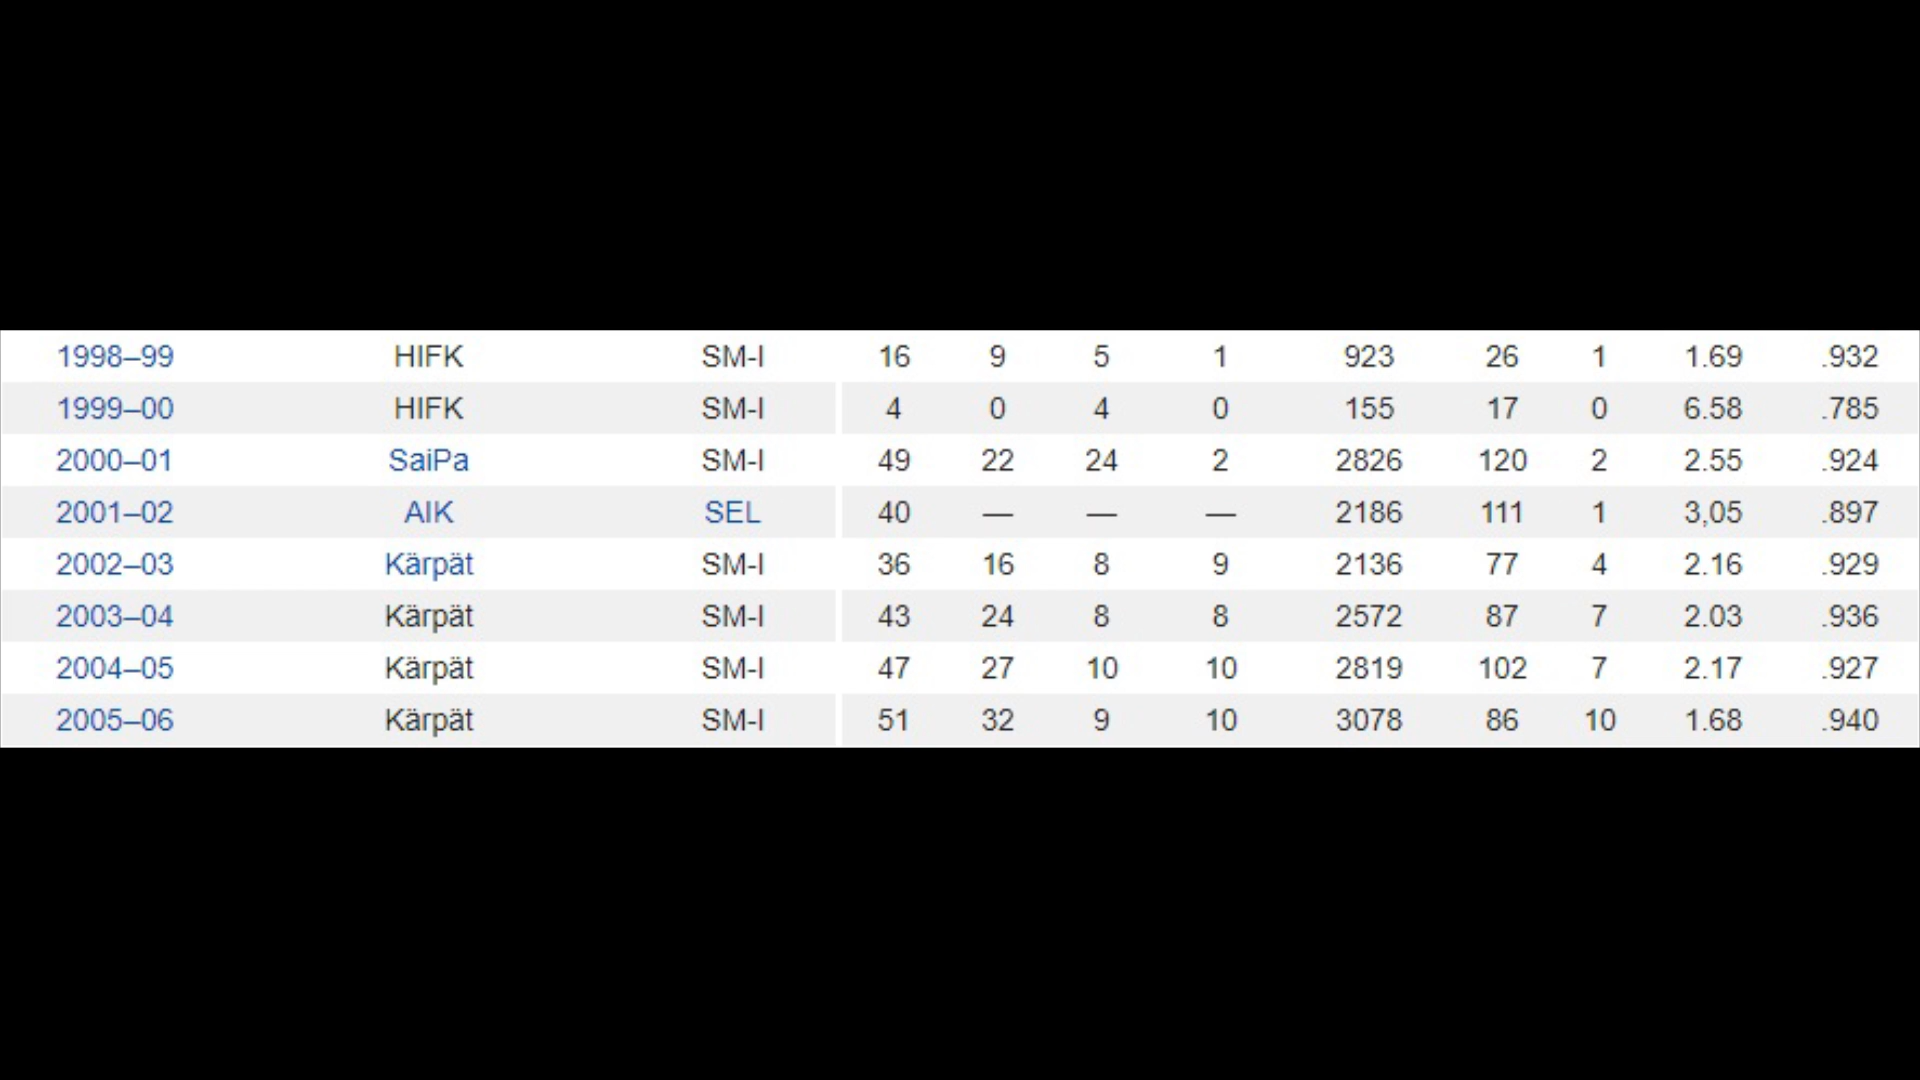 1998–99 HIFK SM-l 16 9 5 1 923 26 1 1.69 .932
1999–00 HIFK SM-l 4 0 4 0 155 17 0 6.58 .785
2000–01 SaiPa SM-l 49 22 24 2 2826 120 2 2.55 .924
2001–02 AIK SEL 40 — — — 2186 111 1 3,05 .897
2002–03 Kärpät SM-l 36 16 8 9 2136 77 4 2.16 .929
2003–04 Kärpät SM-l 43 24 8 8 2572 87 7 2.03 .936
2004–05 Kärpät SM-l 47 27 10 10 2819 102 7 2.17 .927
2005–06 Kärpät SM-l 51 32 9 10 3078 86 10 1.68 .940